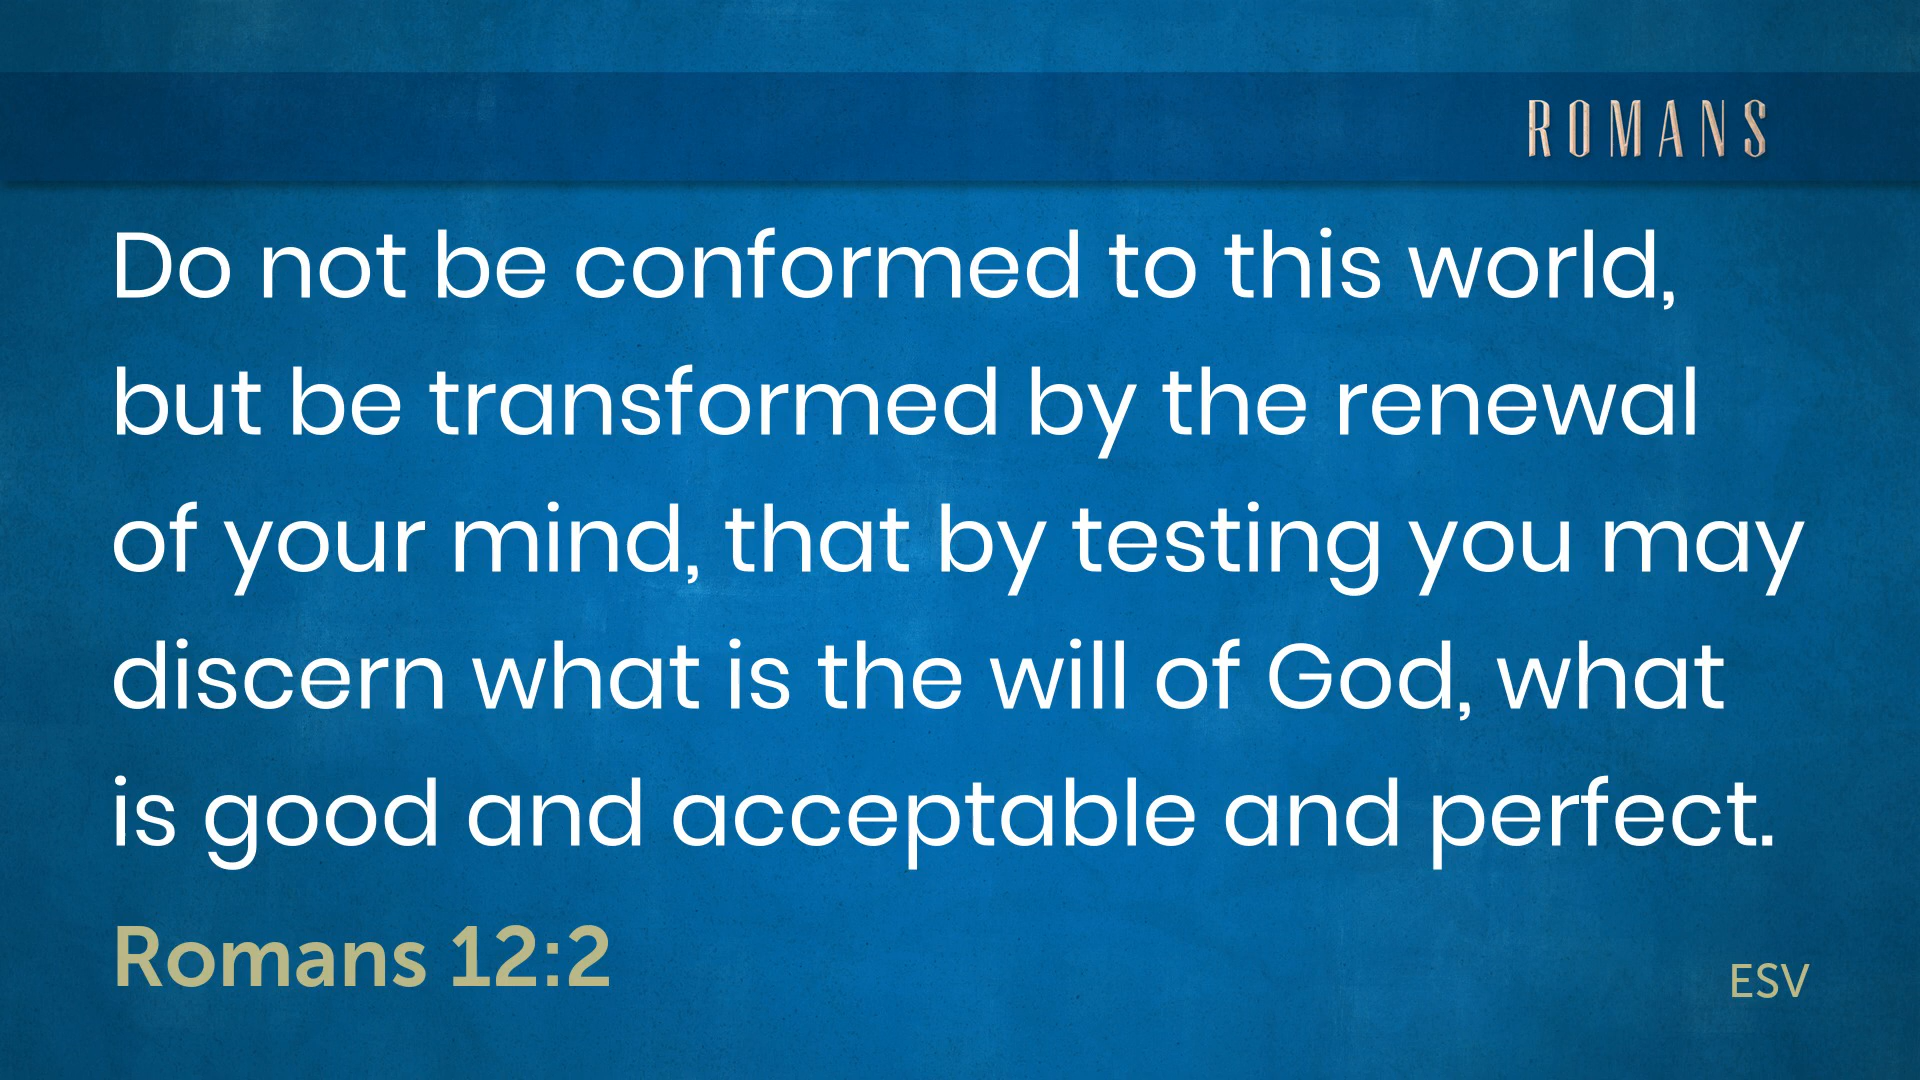 ROMANS
Do not be conformed to this world,
but be transformed by the renewal
of your mind, that by testing you may
discern what is the will of God, what
is good and acceptable and perfect.
Romans 12:2
ESV